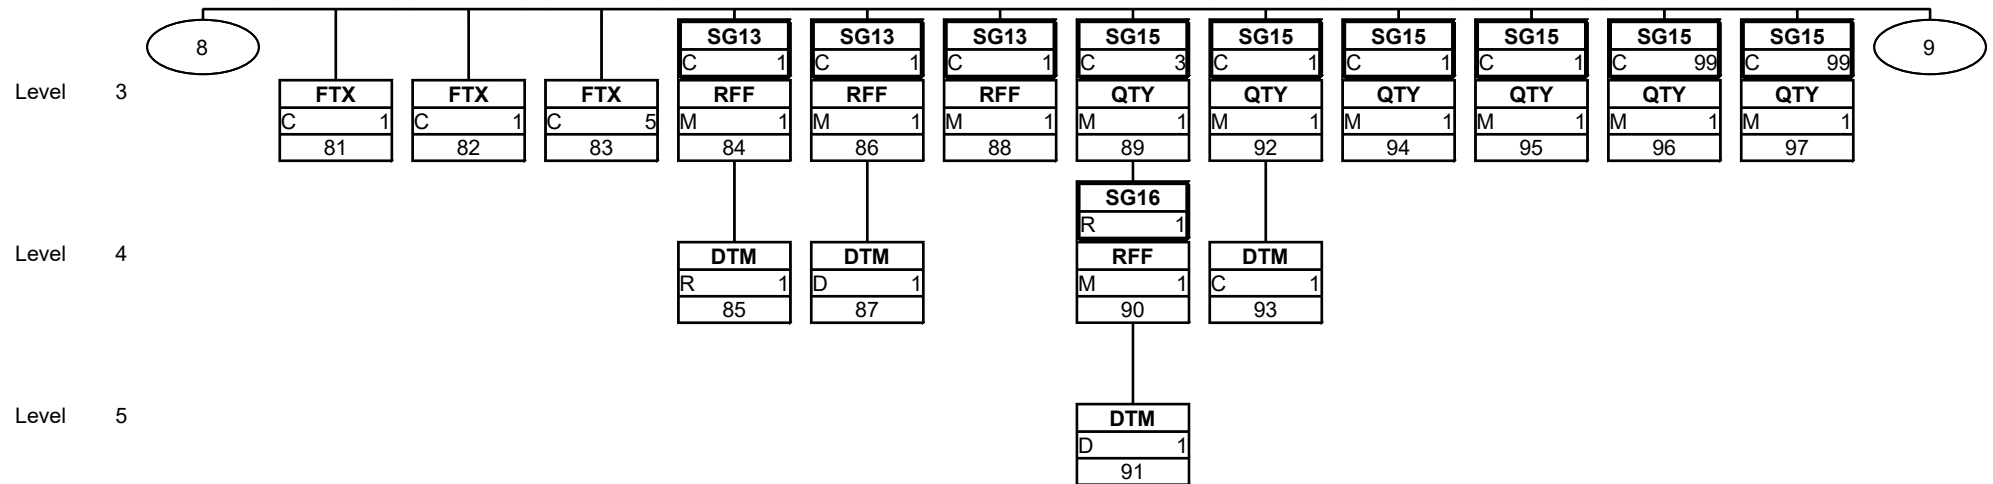 8
SG13 SG13 SG13 SG15 SG15 SG15 SG15 SG15 SG15
9
C 1 C 1 C 1 C 3 C 1 C 1 C 1 C 99 C 99
Level 3
FTX FTX FTX RFF RFF RFF QTY QTY QTY QTY QTY QTY
C 1 C 1 C 5 M 1 M 1 M 1 M 1 M 1 M 1 M 1 M 1 M 1
81 82 83 84 86 88 89 92 94 95 96 97
SG16
R 1
Level 4
DTM DTM RFF DTM
R 1 D 1 M 1 C 1
85 87 90 93
Level 5
DTM
D 1
91